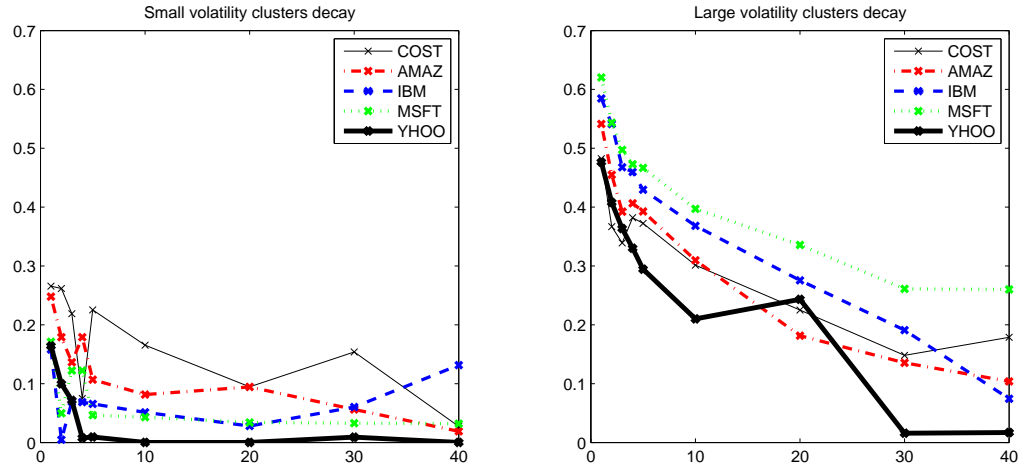 Small volatility clusters decay
0.7
0.6
0.5
0.4
0.3
0.2
0.1
0
0
10
20
30
40
COST
AMAZ
IBM
MSFT
YHOO
Large volatility clusters decay
0.7
0.6
0.5
0.4
0.3
0.2
0.1
0
0
10
20
30
40
COST
AMAZ
IBM
MSFT
YHOO